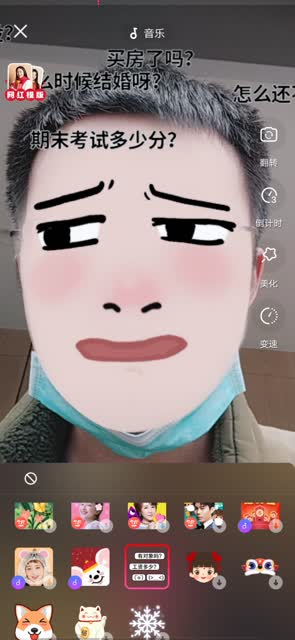 音乐
买房了吗？
么时候结婚呀？
怎么还不
期末考试多少分？
网红模版
翻转
倒计时
3
美化
变速
有对象吗？
工资多少？